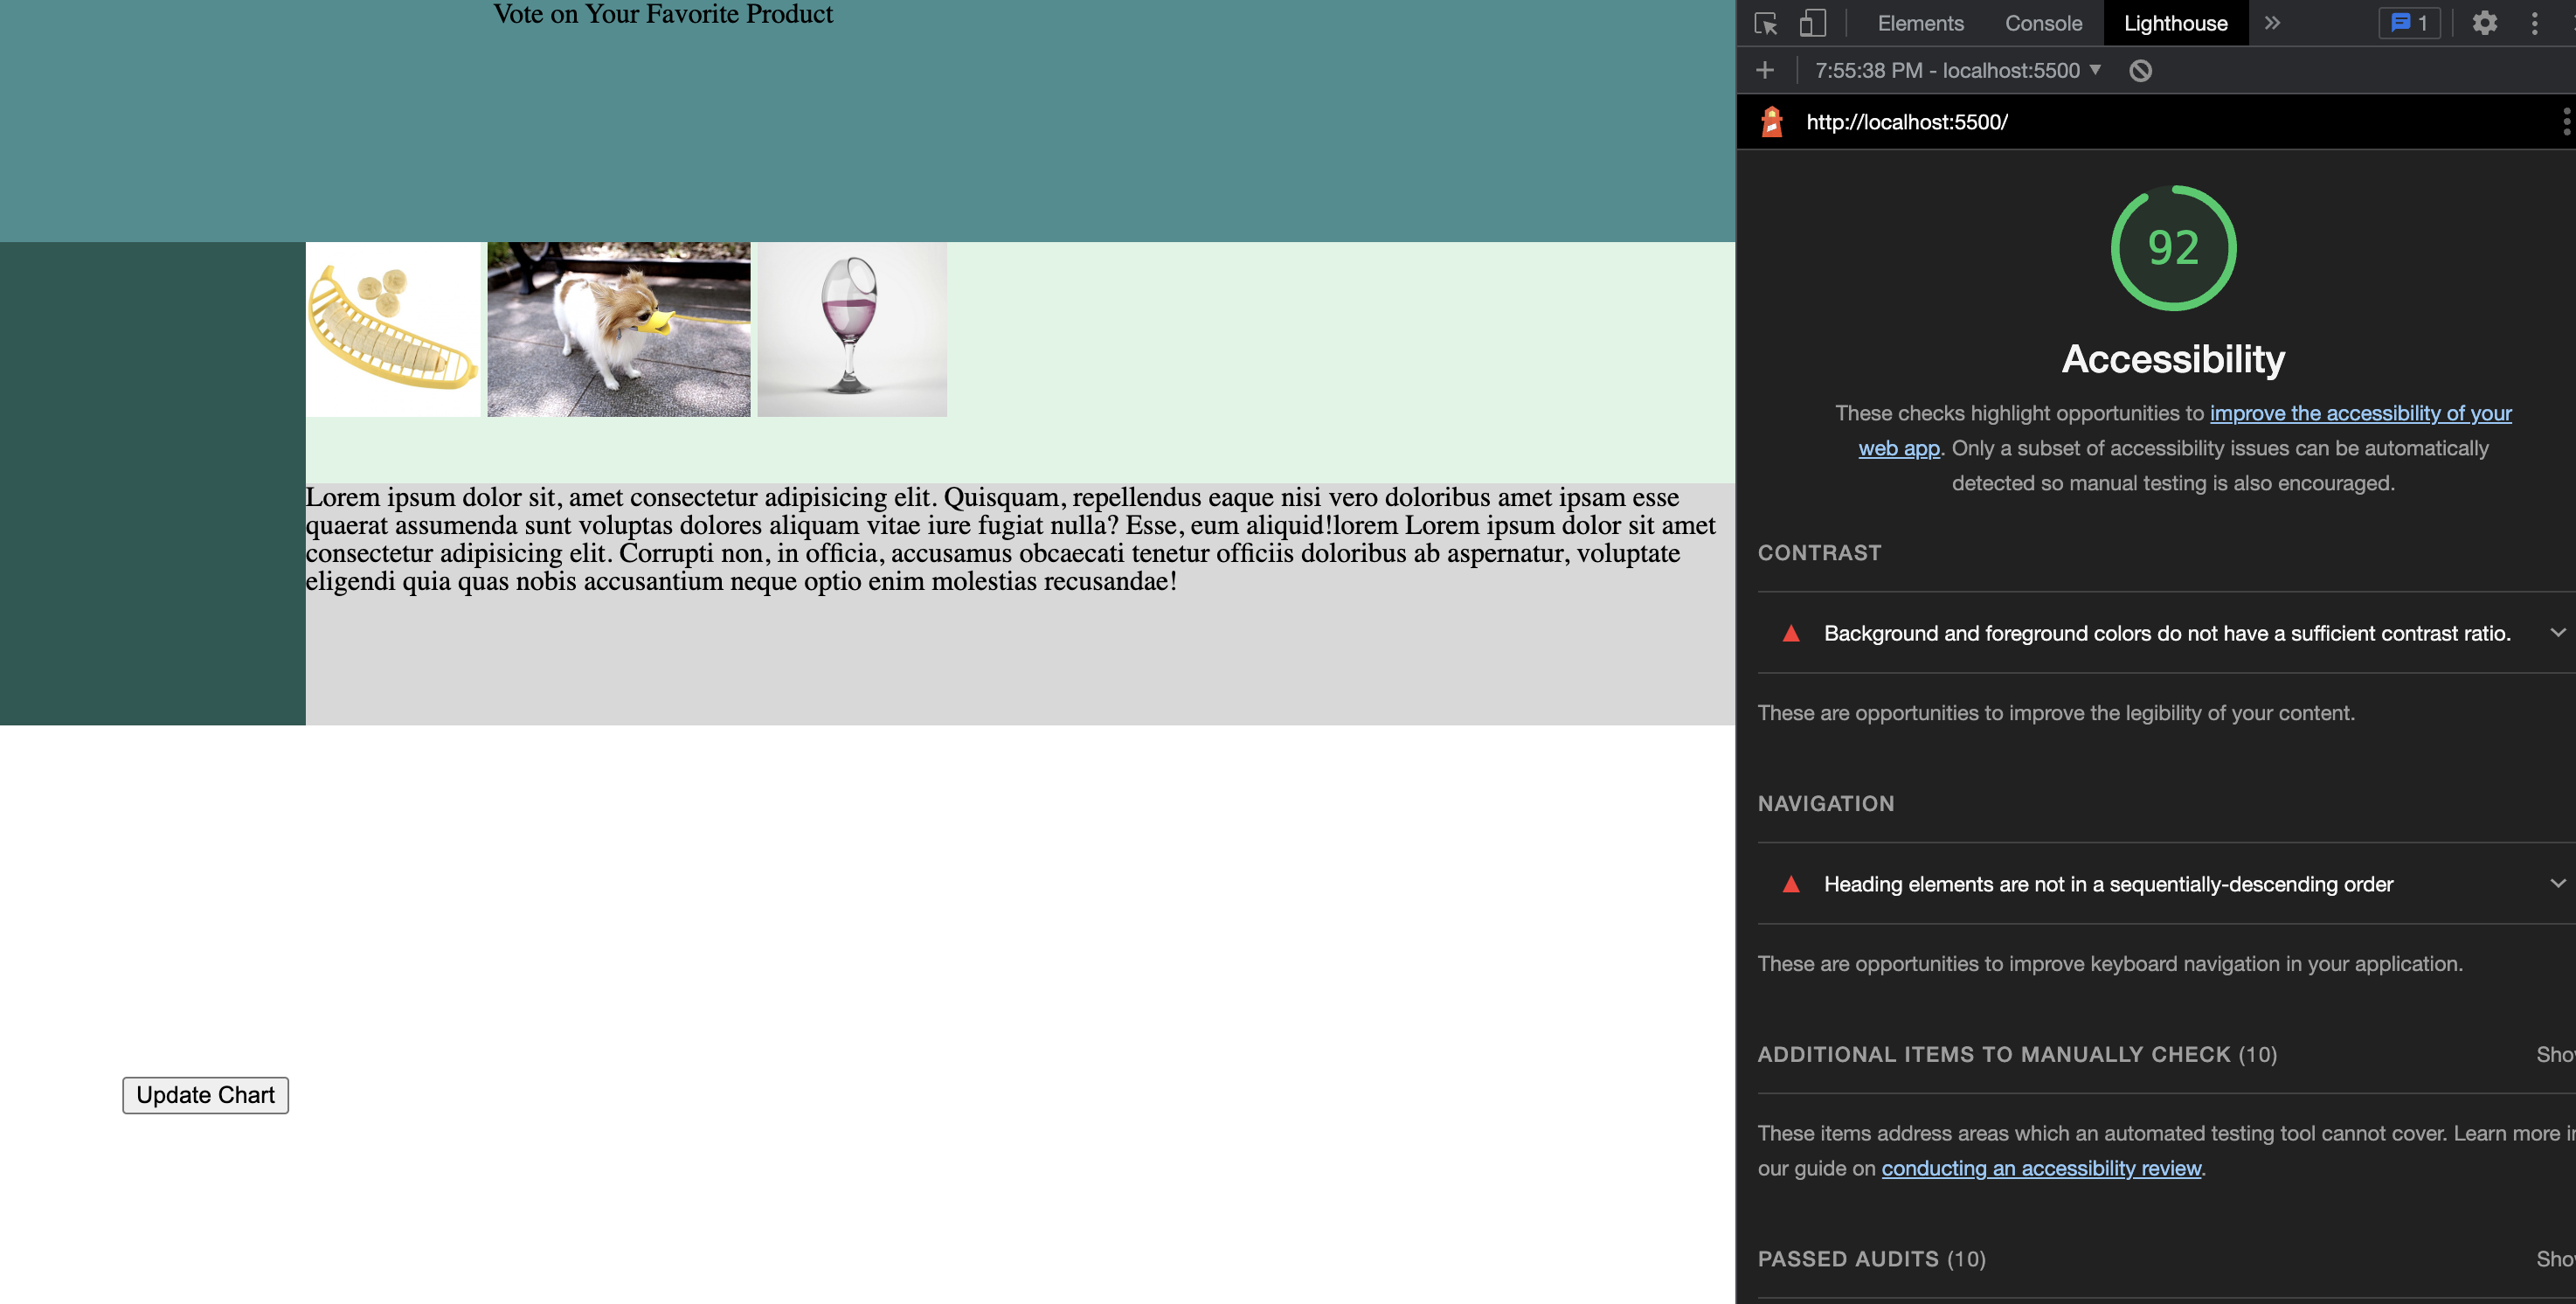 Vote on Your Favorite Product
Lorem ipsum dolor sit, amet consectetur adipisicing elit. Quisquam, repellendus eaque nisi vero doloribus amet ipsam esse
quaerat assumenda sunt voluptas dolores aliquam vitae iure fugiat nulla? Esse, eum aliquid!lorem Lorem ipsum dolor sit amet
consectetur adipisicing elit. Corrupti non, in officia, accusamus obcaecati tenetur officiis doloribus ab aspernatur, voluptate
eligendi quia quas nobis accusantium neque optio enim molestias recusandae!
Update Chart
Elements Console Lighthouse 1
7:55:38 PM - localhost:5500
http://localhost:5500/
92
Accessibility
These checks highlight opportunities to improve the accessibility of your
web app. Only a subset of accessibility issues can be automatically
detected so manual testing is also encouraged.
CONTRAST
Background and foreground colors do not have a sufficient contrast ratio.
These are opportunities to improve the legibility of your content.
NAVIGATION
Heading elements are not in a sequentially-descending order
These are opportunities to improve keyboard navigation in your application.
ADDITIONAL ITEMS TO MANUALLY CHECK (10)
These items address areas which an automated testing tool cannot cover. Learn more
our guide on conducting an accessibility review.
PASSED AUDITS (10)